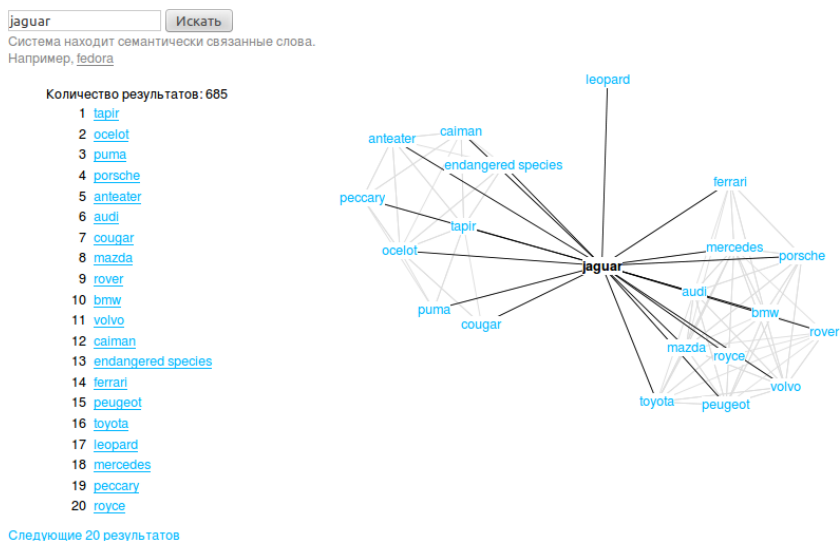 jaguar Искать
Система находит семантически связанные слова.
Например, fedora
Количество результатов: 685
1 tapir
2 ocelot
3 puma
4 porsche
5 anteater
6 audi
7 cougar
8 mazda
9 rover
10 bmw
11 volvo
12 caiman
13 endangered species
14 ferrari
15 peugeot
16 toyota
17 leopard
18 mercedes
19 peccary
20 royce
Следующие 20 результатов
leopard
caiman
anteater
endangered species
ferrari
peccary
tapir
mercedes
ocelot
porsche
jaguar
audi
puma
bmw
cougar
rover
mazda
royce
volvo
toyota
peugeot